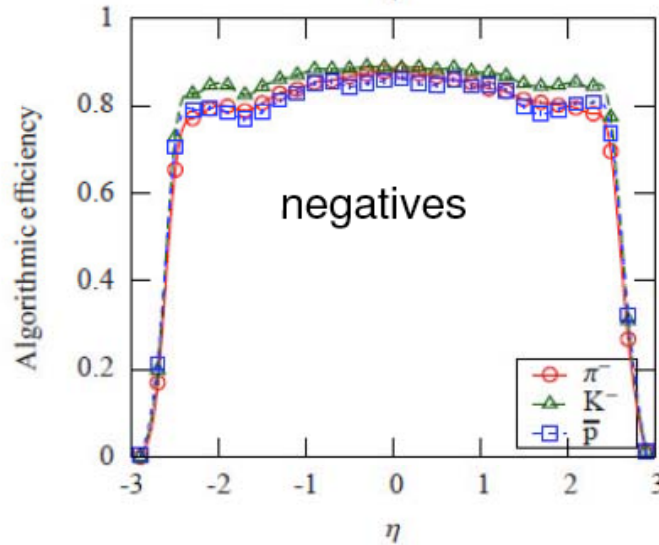 1
0.8
0.6
0.4
0.2
0
-3
-2
-1
0
1
2
3
Algorithmic efficiency
negatives
π⁻
K⁻
p̅
η